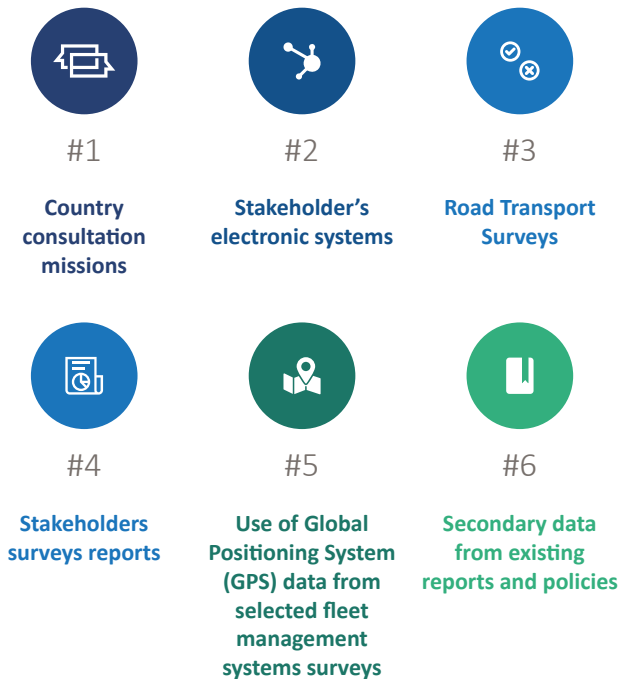 #1
Country
consultation
missions
#2
Stakeholder’s
electronic systems
#3
Road Transport
Surveys
#4
Stakeholders
surveys reports
#5
Use of Global
Positioning System
(GPS) data from
selected fleet
management
systems surveys
#6
Secondary data
from existing
reports and policies